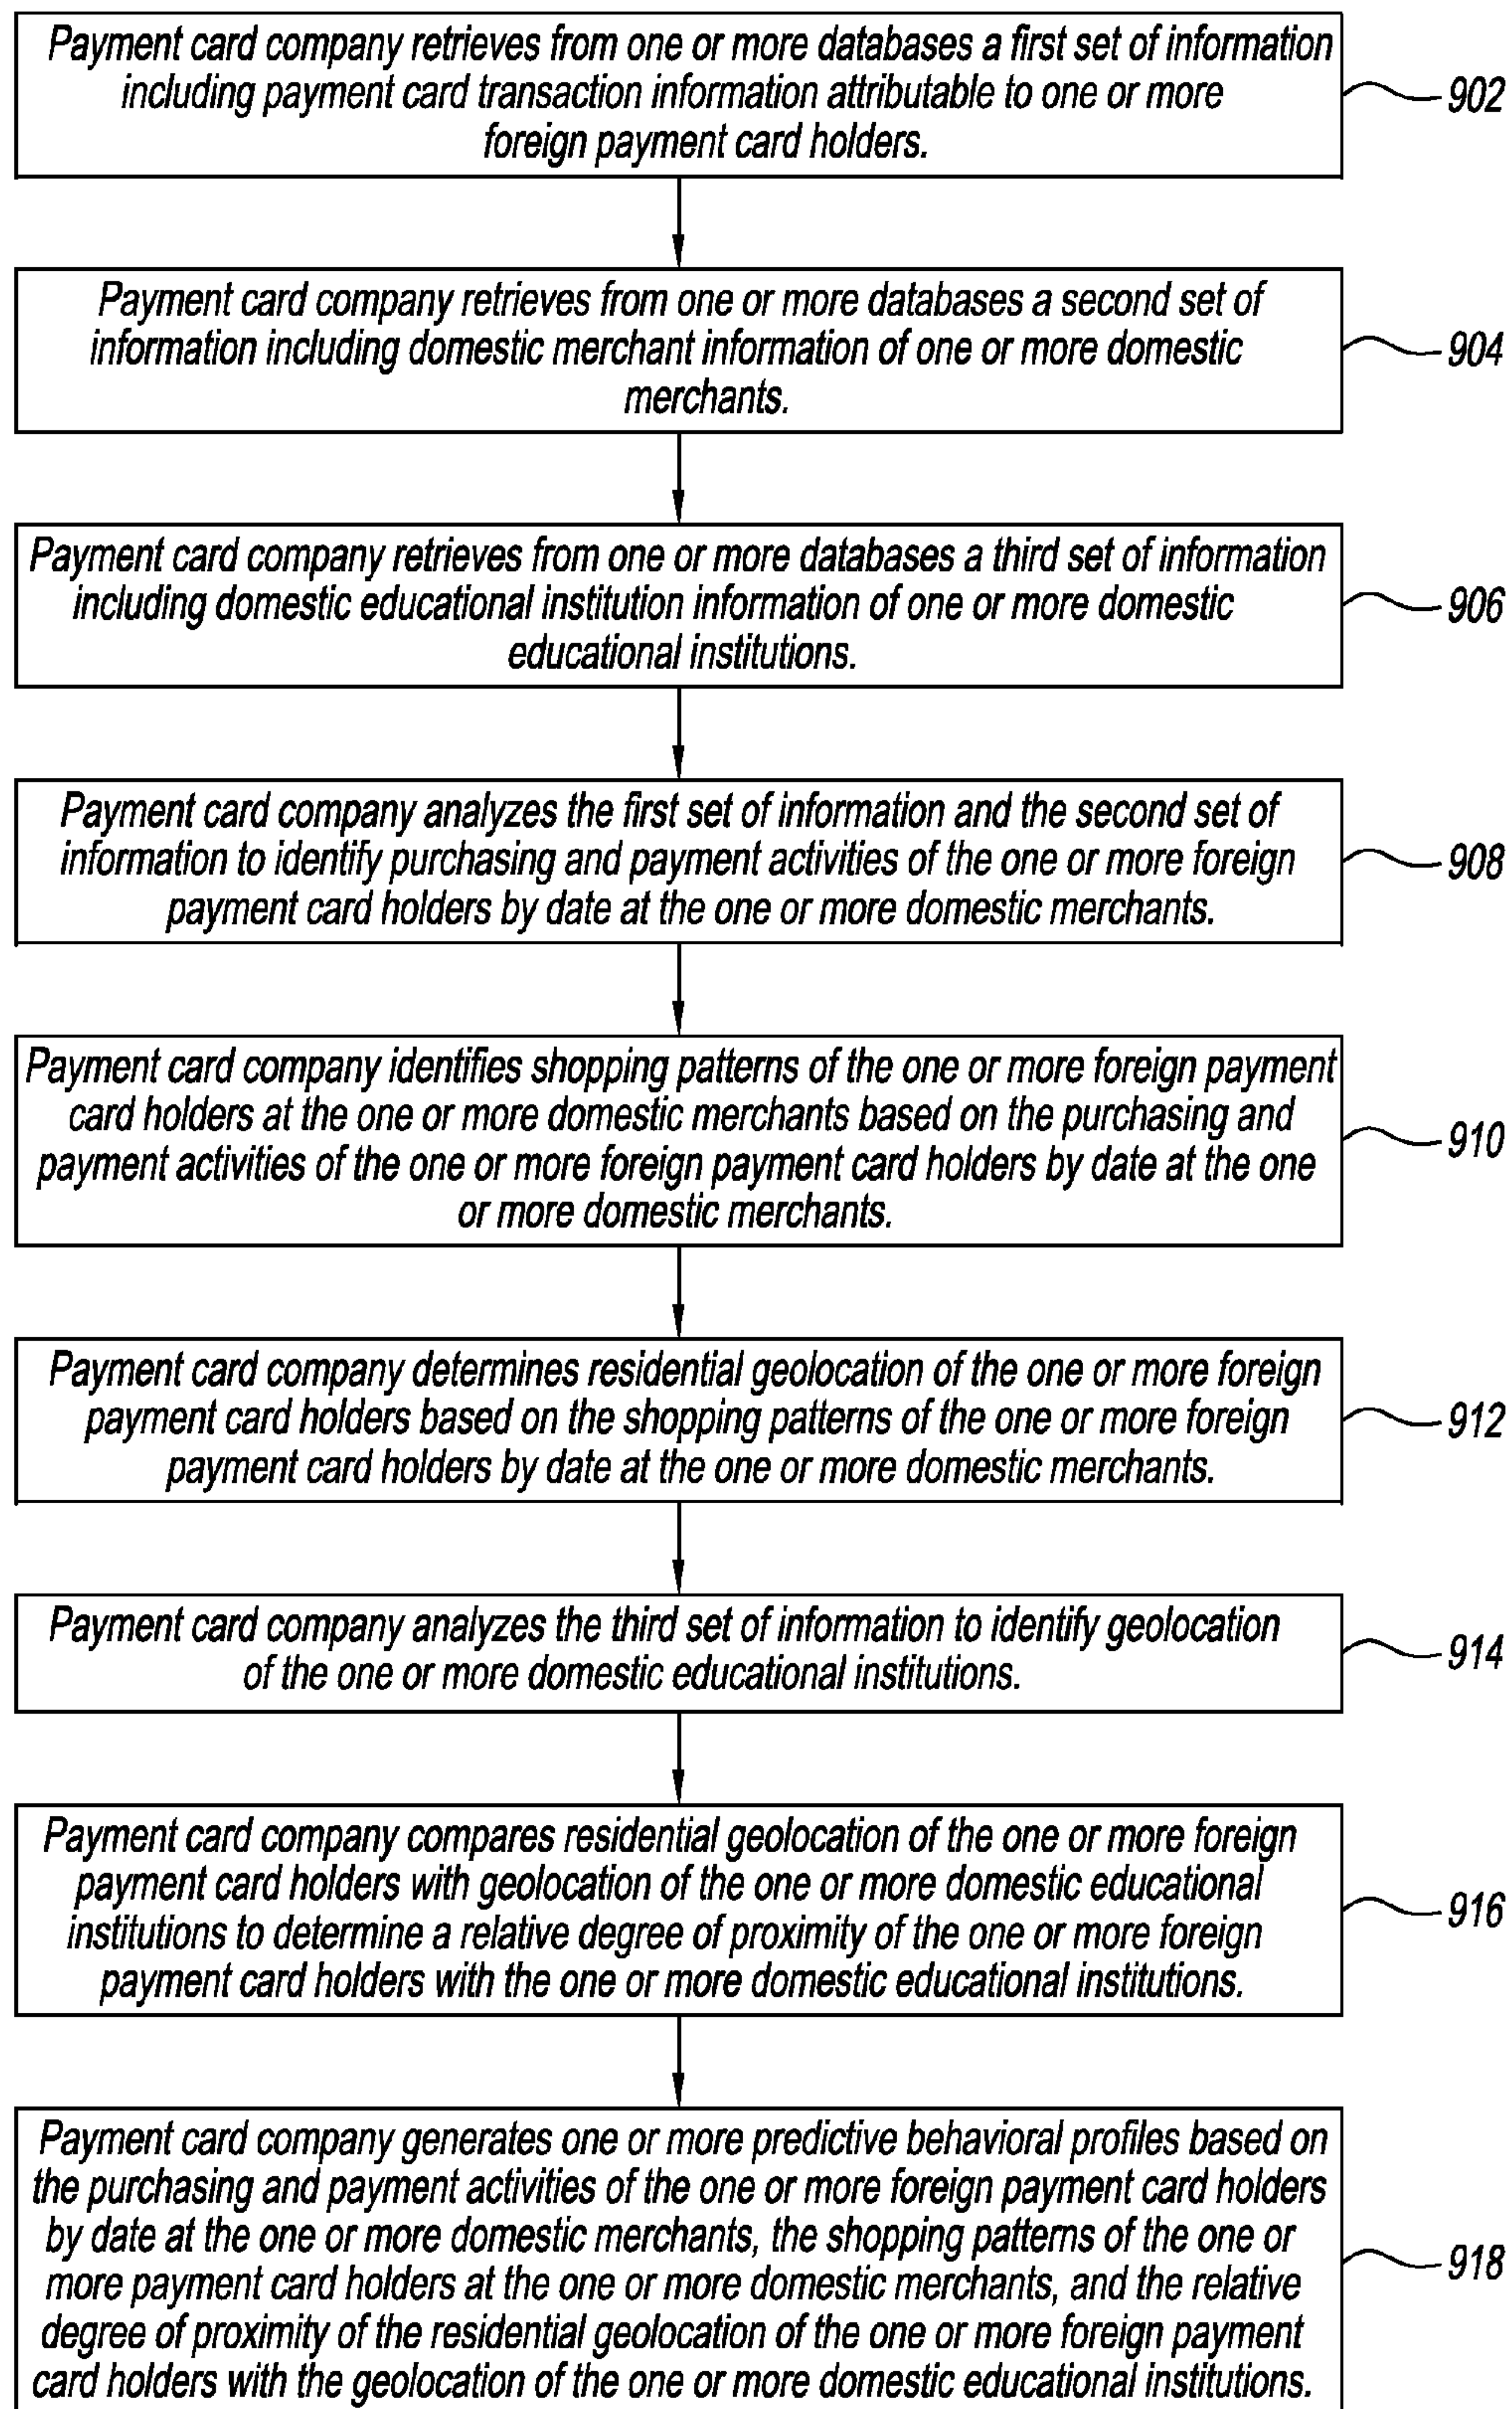 Payment card company retrieves from one or more databases a first set of information
including payment card transaction information attributable to one or more
foreign payment card holders.
902
Payment card company retrieves from one or more databases a second set of
information including domestic merchant information of one or more domestic
merchants.
904
Payment card company retrieves from one or more databases a third set of information
including domestic educational institution information of one or more domestic
educational institutions.
906
Payment card company analyzes the first set of information and the second set of
information to identify purchasing and payment activities of the one or more foreign
payment card holders by date at the one or more domestic merchants.
908
Payment card company identifies shopping patterns of the one or more foreign payment
card holders at the one or more domestic merchants based on the purchasing and
payment activities of the one or more foreign payment card holders by date at the one
or more domestic merchants.
910
Payment card company determines residential geolocation of the one or more foreign
payment card holders based on the shopping patterns of the one or more foreign
payment card holders by date at the one or more domestic merchants.
912
Payment card company analyzes the third set of information to identify geolocation
of the one or more domestic educational institutions.
914
Payment card company compares residential geolocation of the one or more foreign
payment card holders with geolocation of the one or more domestic educational
institutions to determine a relative degree of proximity of the one or more foreign
payment card holders with the one or more domestic educational institutions.
916
Payment card company generates one or more predictive behavioral profiles based on
the purchasing and payment activities of the one or more foreign payment card holders
by date at the one or more domestic merchants, the shopping patterns of the one or
more payment card holders at the one or more domestic merchants, and the relative
degree of proximity of the residential geolocation of the one or more foreign payment
card holders with the geolocation of the one or more domestic educational institutions.
918